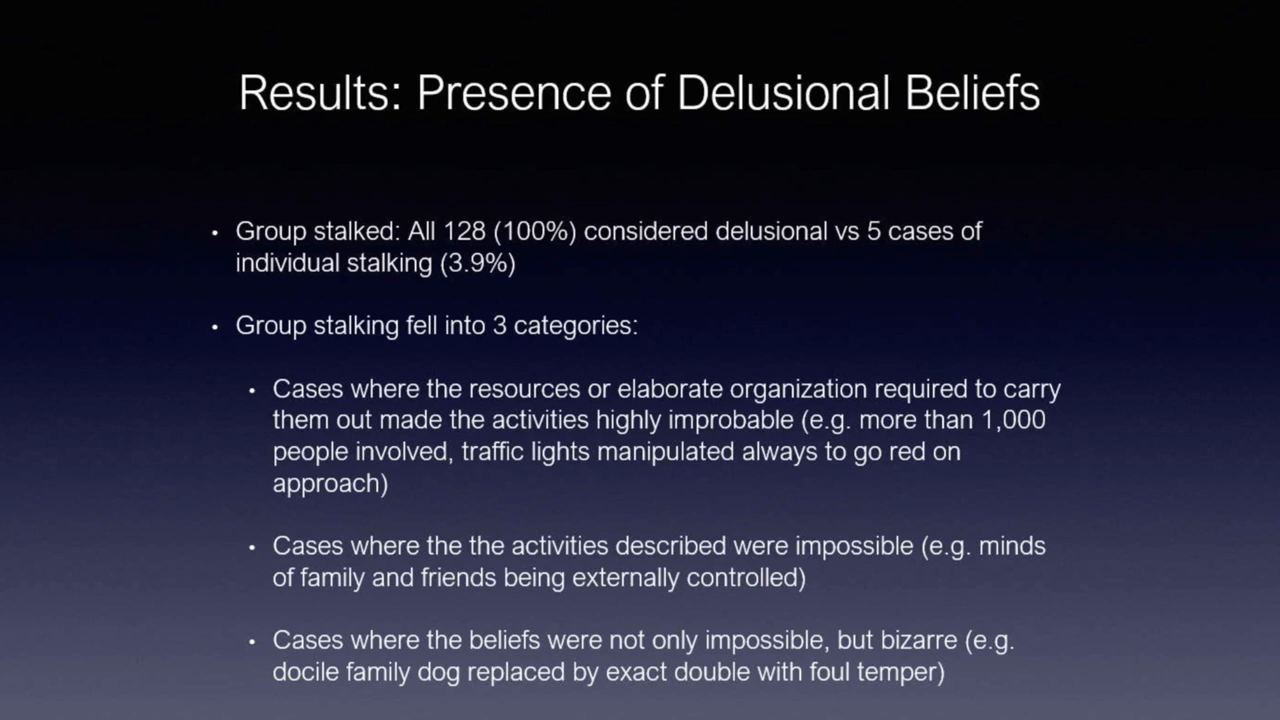 Results: Presence of Delusional Beliefs
• Group stalked: All 128 (100%) considered delusional vs 5 cases of
individual stalking (3.9%)
• Group stalking fell into 3 categories:
• Cases where the resources or elaborate organization required to carry
them out made the activities highly improbable (e.g. more than 1,000
people involved, traffic lights manipulated always to go red on
approach)
• Cases where the the activities described were impossible (e.g. minds
of family and friends being externally controlled)
• Cases where the beliefs were not only impossible, but bizarre (e.g.
docile family dog replaced by exact double with foul temper)